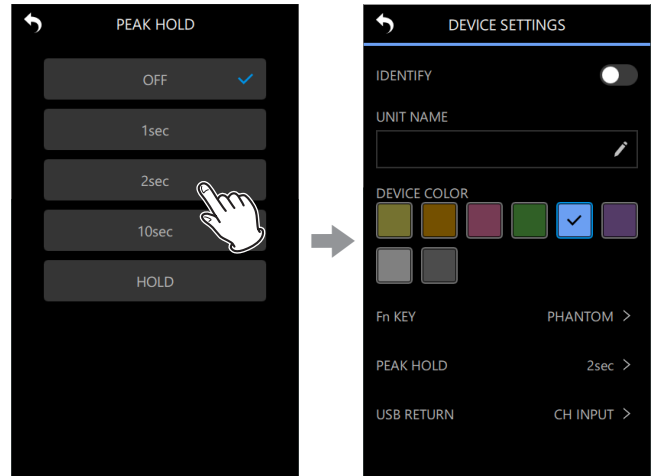 PEAK HOLD
OFF
1sec
2sec
10sec
HOLD
DEVICE SETTINGS
IDENTIFY
UNIT NAME
DEVICE COLOR
Fn KEY PHANTOM >
PEAK HOLD 2sec >
USB RETURN CH INPUT >